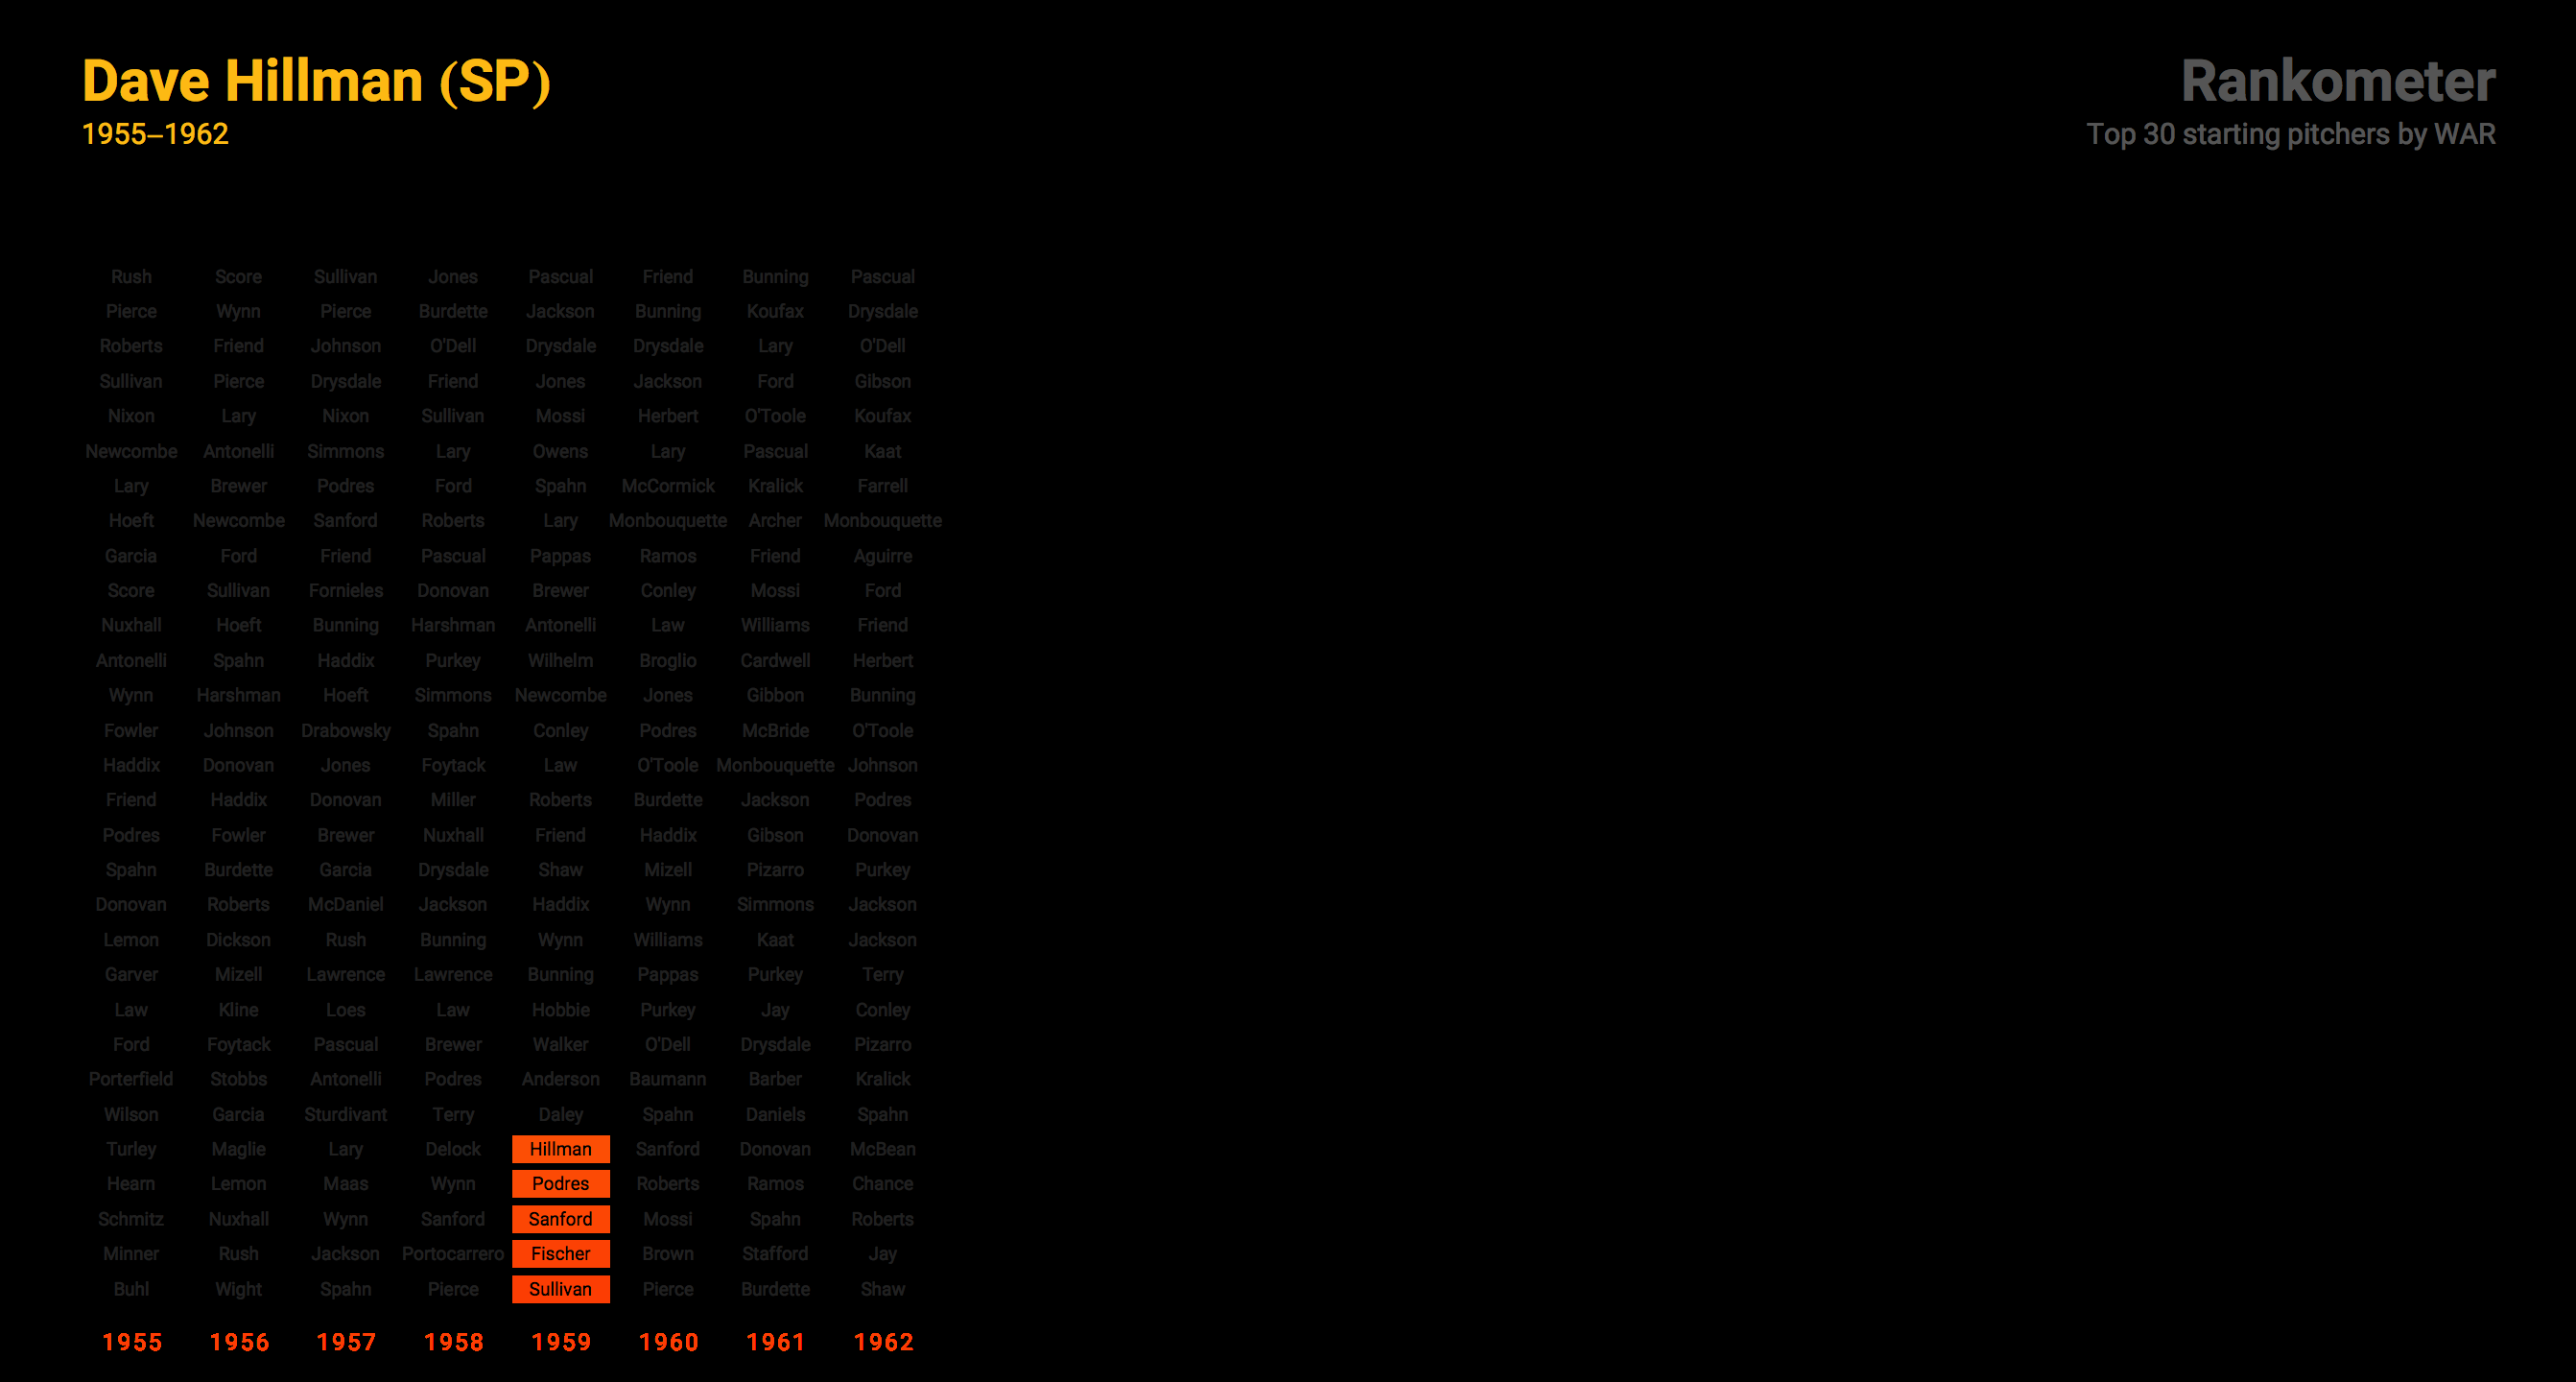 Dave Hillman (SP)
1955–1962
Rankometer
Top 30 starting pitchers by WAR
Rush Score Sullivan Jones Pascual Friend Bunning Pascual
Pierce Wynn Pierce Burdette Jackson Bunning Koufax Drysdale
Roberts Friend Johnson O'Dell Drysdale Drysdale Lary O'Dell
Sullivan Pierce Drysdale Friend Jones Jackson Ford Gibson
Nixon Lary Nixon Sullivan Mossi Herbert O'Toole Koufax
Newcombe Antonelli Simmons Lary Owens Lary Pascual Kaat
Lary Brewer Podres Ford Spahn McCormick Kralick Farrell
Hoeft Newcombe Sanford Roberts Lary Monbouquette Archer Monbouquette
Garcia Ford Friend Pascual Pappas Ramos Friend Aguirre
Score Sullivan Fornieles Donovan Brewer Conley Mossi Ford
Nuxhall Hoeft Bunning Harshman Antonelli Law Williams Friend
Antonelli Spahn Haddix Purkey Wilhelm Broglio Cardwell Herbert
Wynn Harshman Hoeft Simmons Newcombe Jones Gibbon Bunning
Fowler Johnson Drabowsky Spahn Conley Podres McBride O'Toole
Haddix Donovan Jones Foytack Law O'Toole Monbouquette Johnson
Friend Haddix Donovan Miller Roberts Burdette Jackson Podres
Podres Fowler Brewer Nuxhall Friend Haddix Gibson Donovan
Spahn Burdette Garcia Drysdale Shaw Mizell Pizarro Purkey
Donovan Roberts McDaniel Jackson Haddix Wynn Simmons Jackson
Lemon Dickson Rush Bunning Wynn Williams Kaat Jackson
Garver Mizell Lawrence Lawrence Bunning Pappas Purkey Terry
Law Kline Loes Law Hobbie Purkey Jay Conley
Ford Foytack Pascual Brewer Walker O'Dell Drysdale Pizarro
Porterfield Stobbs Antonelli Podres Anderson Baumann Barber Kralick
Wilson Garcia Sturdivant Terry Daley Spahn Daniels Spahn
Turley Maglie Lary Delock Hillman Sanford Donovan McBean
Hearn Lemon Maas Wynn Podres Roberts Ramos Chance
Schmitz Nuxhall Wynn Sanford Sanford Mossi Spahn Roberts
Minner Rush Jackson Portocarrero Fischer Brown Stafford Jay
Buhl Wight Spahn Pierce Sullivan Pierce Burdette Shaw
1955 1956 1957 1958 1959 1960 1961 1962